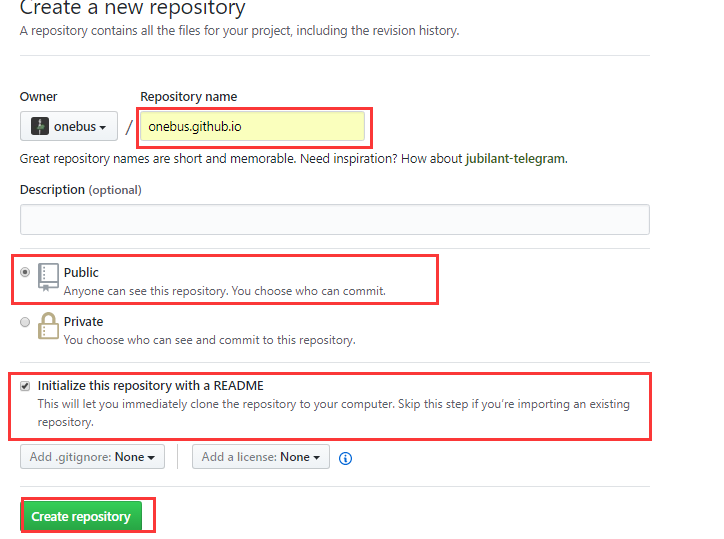 Create a new repository
A repository contains all the files for your project, including the revision history.
Owner
Repository name
onebus
/
onebus.github.io
Great repository names are short and memorable. Need inspiration? How about jubilant-telegram.
Description (optional)
Public
Anyone can see this repository. You choose who can commit.
Private
You choose who can see and commit to this repository.
Initialize this repository with a README
This will let you immediately clone the repository to your computer. Skip this step if you’re importing an existing
repository.
Add .gitignore: None
Add a license: None
Create repository